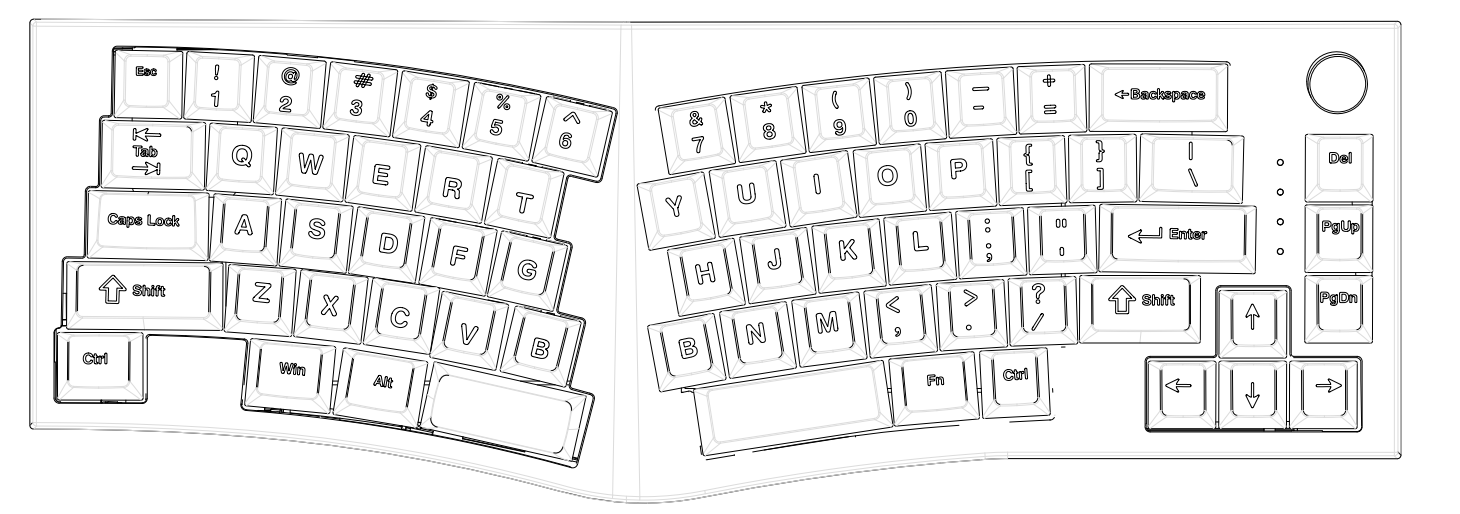 Esc ! 1 @ 2 # 3 $ 4 % 5 ^ 6 & 7 * 8 ( 9 ) 0 — - + = ←Backspace
Tab Q W E R T Y U I O P { [ } ] | \ Del
Caps Lock A S D F G H J K L : ; " ' Enter PgUp
Shift Z X C V B B N M < , > . ? / Shift ↑ PgDn
Ctrl Win Alt Fn Ctrl ← ↓ →